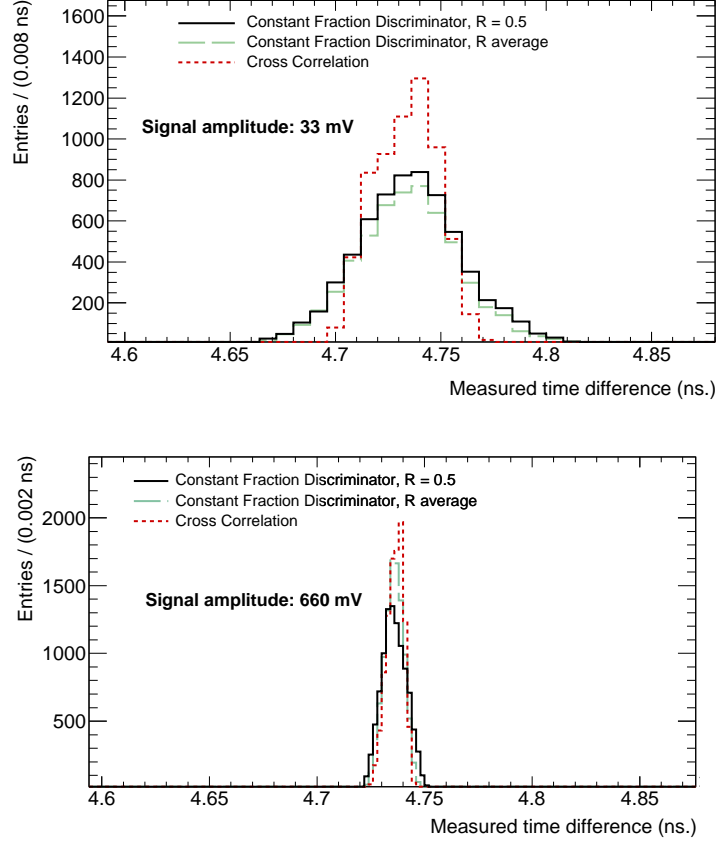 Entries / (0.008 ns)
1600
1400
1200
1000
800
600
400
200
Constant Fraction Discriminator, R = 0.5
Constant Fraction Discriminator, R average
Cross Correlation
Signal amplitude: 33 mV
4.6 4.65 4.7 4.75 4.8 4.85
Measured time difference (ns.)
Entries / (0.002 ns)
2000
1500
1000
500
Constant Fraction Discriminator, R = 0.5
Constant Fraction Discriminator, R average
Cross Correlation
Signal amplitude: 660 mV
4.6 4.65 4.7 4.75 4.8 4.85
Measured time difference (ns.)